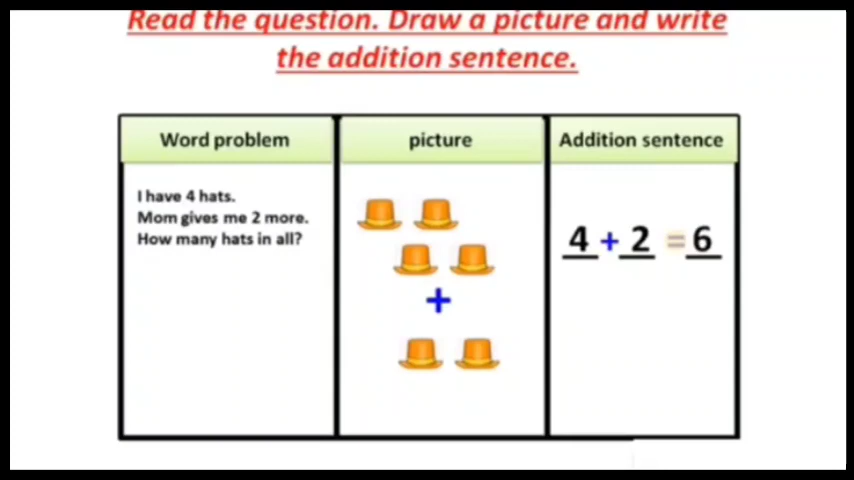 Read the question. Draw a picture and write
the addition sentence.
Word problem
picture
Addition sentence
I have 4 hats.
Mom gives me 2 more.
How many hats in all?
+
4 + 2 = 6